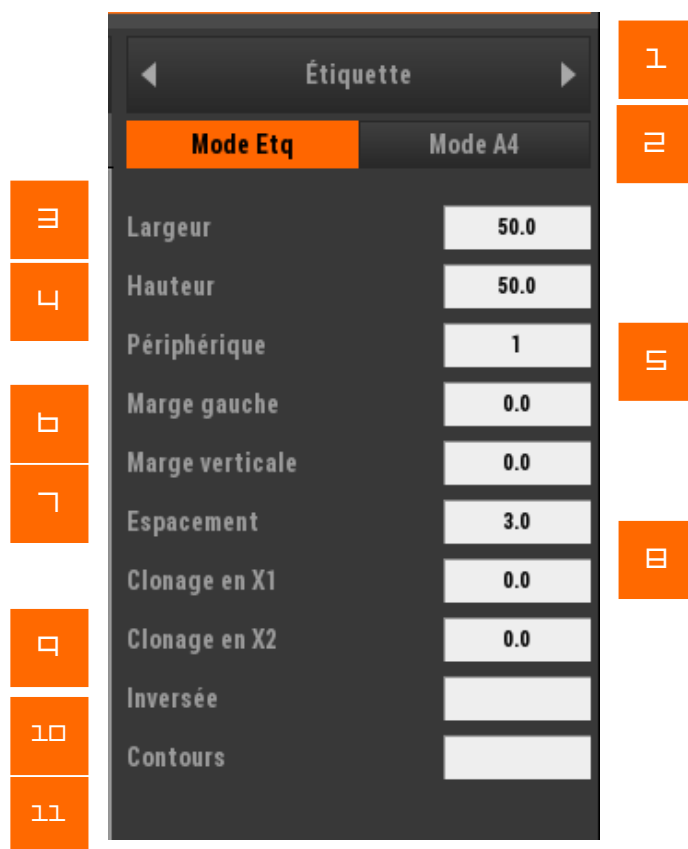 Étiquette
1
Mode Etq Mode A4
2
3
Largeur 50.0
4
Hauteur 50.0
Périphérique 1
5
6
Marge gauche 0.0
7
Marge verticale 0.0
Espacement 3.0
8
Clonage en X1 0.0
9
Clonage en X2 0.0
Inversée
10
Contours
11